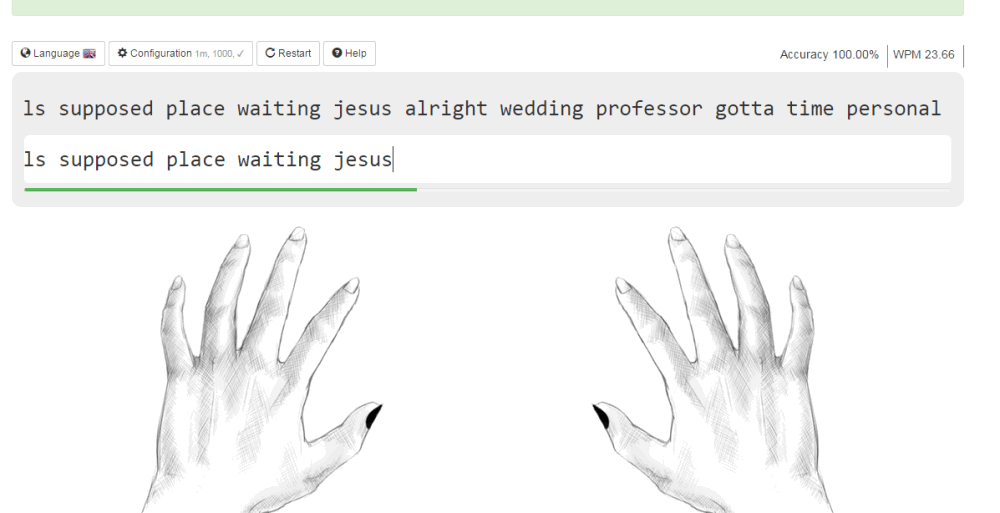 Language
Configuration 1m, 1000, ✓
Restart
Help
Accuracy 100.00%
WPM 23.66
ls supposed place waiting jesus alright wedding professor gotta time personal
ls supposed place waiting jesus